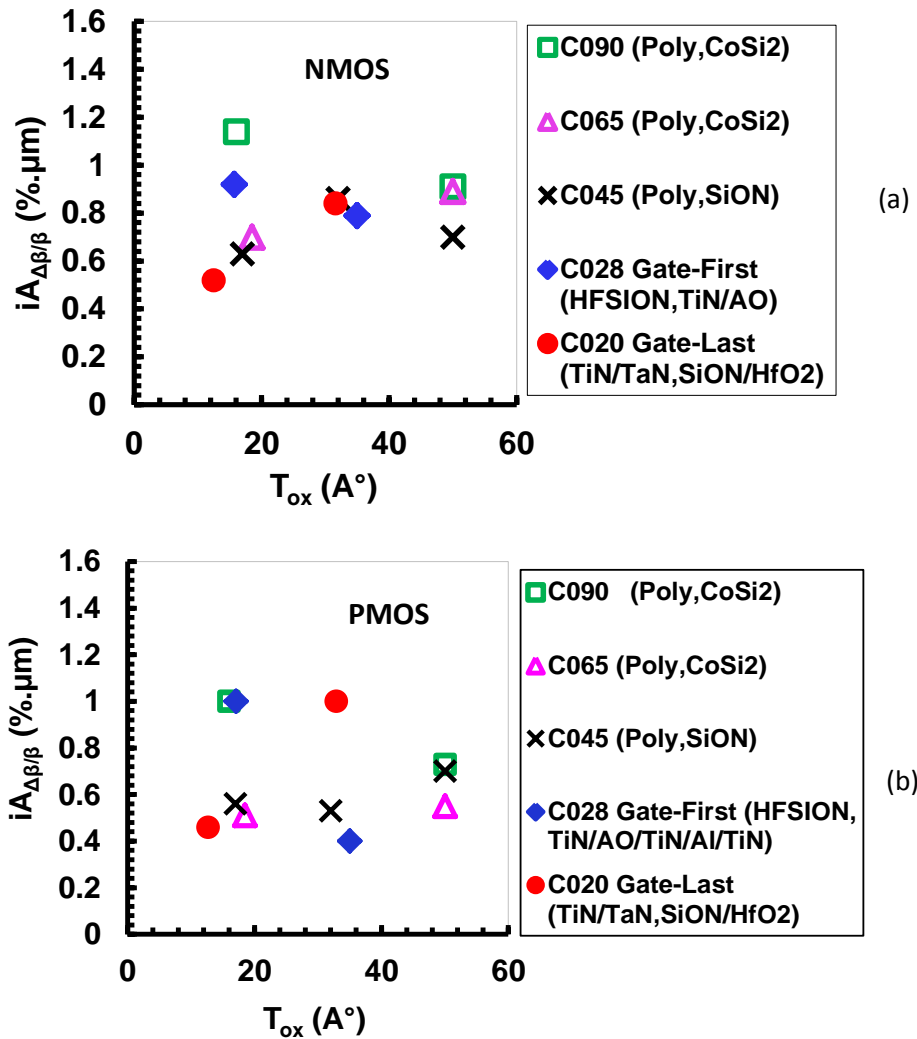 1.6
1.4
1.2
1
0.8
0.6
0.4
0.2
0
iA Δβ/β (%.µm)
NMOS
0 20 40 60
Tox (A°)
C090 (Poly,CoSi2)
C065 (Poly,CoSi2)
C045 (Poly,SiON)
C028 Gate-First
(HFSION,TiN/AO)
C020 Gate-Last
(TiN/TaN,SiON/HfO2)
(a)
1.6
1.4
1.2
1
0.8
0.6
0.4
0.2
0
iA Δβ/β (%.µm)
PMOS
0 20 40 60
Tox (A°)
C090 (Poly,CoSi2)
C065 (Poly,CoSi2)
C045 (Poly,SiON)
C028 Gate-First (HFSION,
TiN/AO/TiN/Al/TiN)
C020 Gate-Last
(TiN/TaN,SiON/HfO2)
(b)